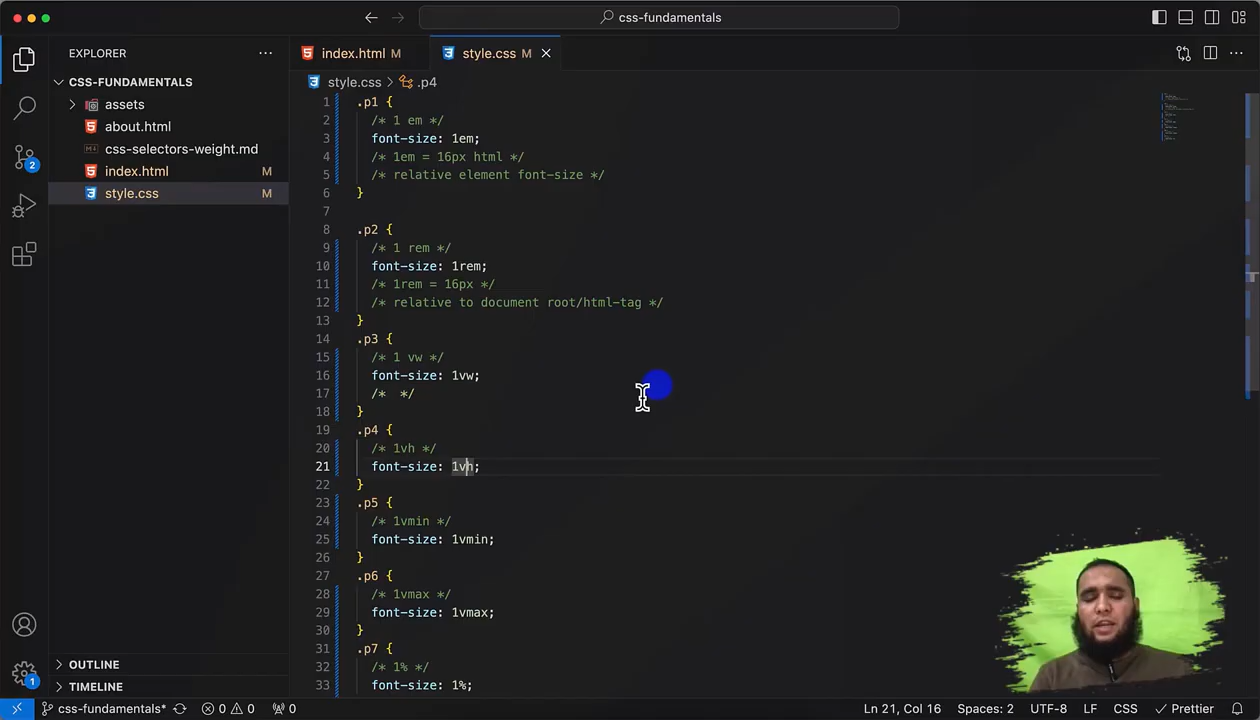 css-fundamentals
EXPLORER
index.html M
style.css M
CSS-FUNDAMENTALS
style.css > .p4
assets
about.html
css-selectors-weight.md
index.html M
style.css M
1 .p1 {
2 /* 1 em */
3 font-size: 1em;
4 /* 1em = 16px html */
5 /* relative element font-size */
6 }
7
8 .p2 {
9 /* 1 rem */
10 font-size: 1rem;
11 /* 1rem = 16px */
12 /* relative to document root/html-tag */
13 }
14 .p3 {
15 /* 1 vw */
16 font-size: 1vw;
17 /*  */
18 }
19 .p4 {
20 /* 1vh */
21 font-size: 1vh;
22 }
23 .p5 {
24 /* 1vmin */
25 font-size: 1vmin;
26 }
27 .p6 {
28 /* 1vmax */
29 font-size: 1vmax;
30 }
31 .p7 {
32 /* 1% */
33 font-size: 1%;
2
OUTLINE
1
TIMELINE
css-fundamentals* 0 0 0 Ln 21, Col 16 Spaces: 2 UTF-8 LF CSS Prettier